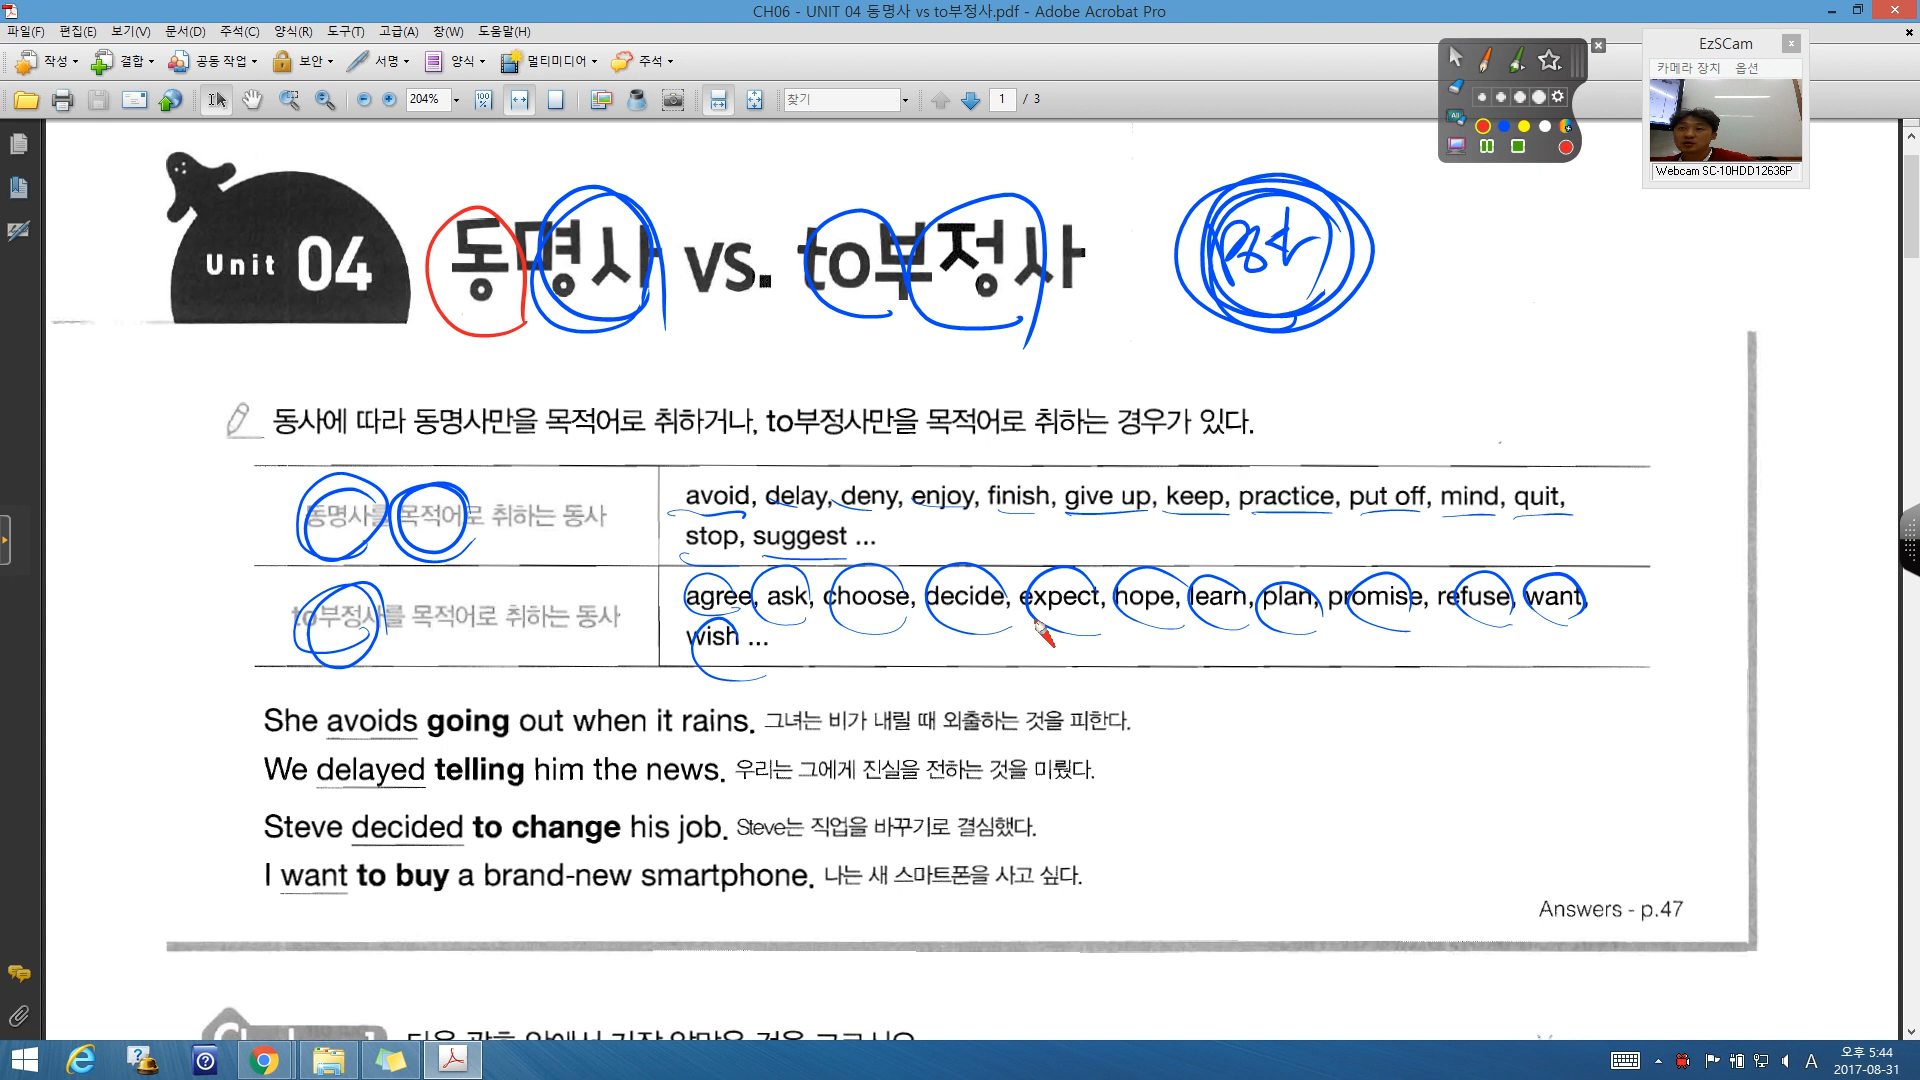 CH06 - UNIT 04 동명사 vs to부정사.pdf - Adobe Acrobat Pro
파일(F) 편집(E) 보기(V) 문서(D) 주석(C) 양식(R) 도구(T) 고급(A) 창(W) 도움말(H)
작성 결합 공동 작업 보안 서명 양식 멀티미디어 주석
204% 찾기 1 / 3
EzSCam
카메라 장치 옵션
Webcam SC-10HDD12636P
Unit 04 동명사 vs. to부정사 명사
동사에 따라 동명사만을 목적어로 취하거나, to부정사만을 목적어로 취하는 경우가 있다.
동명사를 목적어로 취하는 동사
avoid, delay, deny, enjoy, finish, give up, keep, practice, put off, mind, quit,
stop, suggest ...
to부정사를 목적어로 취하는 동사
agree, ask, choose, decide, expect, hope, learn, plan, promise, refuse, want,
wish ...
She avoids going out when it rains. 그녀는 비가 내릴 때 외출하는 것을 피한다.
We delayed telling him the news. 우리는 그에게 진실을 전하는 것을 미뤘다.
Steve decided to change his job. Steve는 직업을 바꾸기로 결심했다.
I want to buy a brand-new smartphone. 나는 새 스마트폰을 사고 싶다.
Answers - p.47
A 오후 5:44
2017-08-31